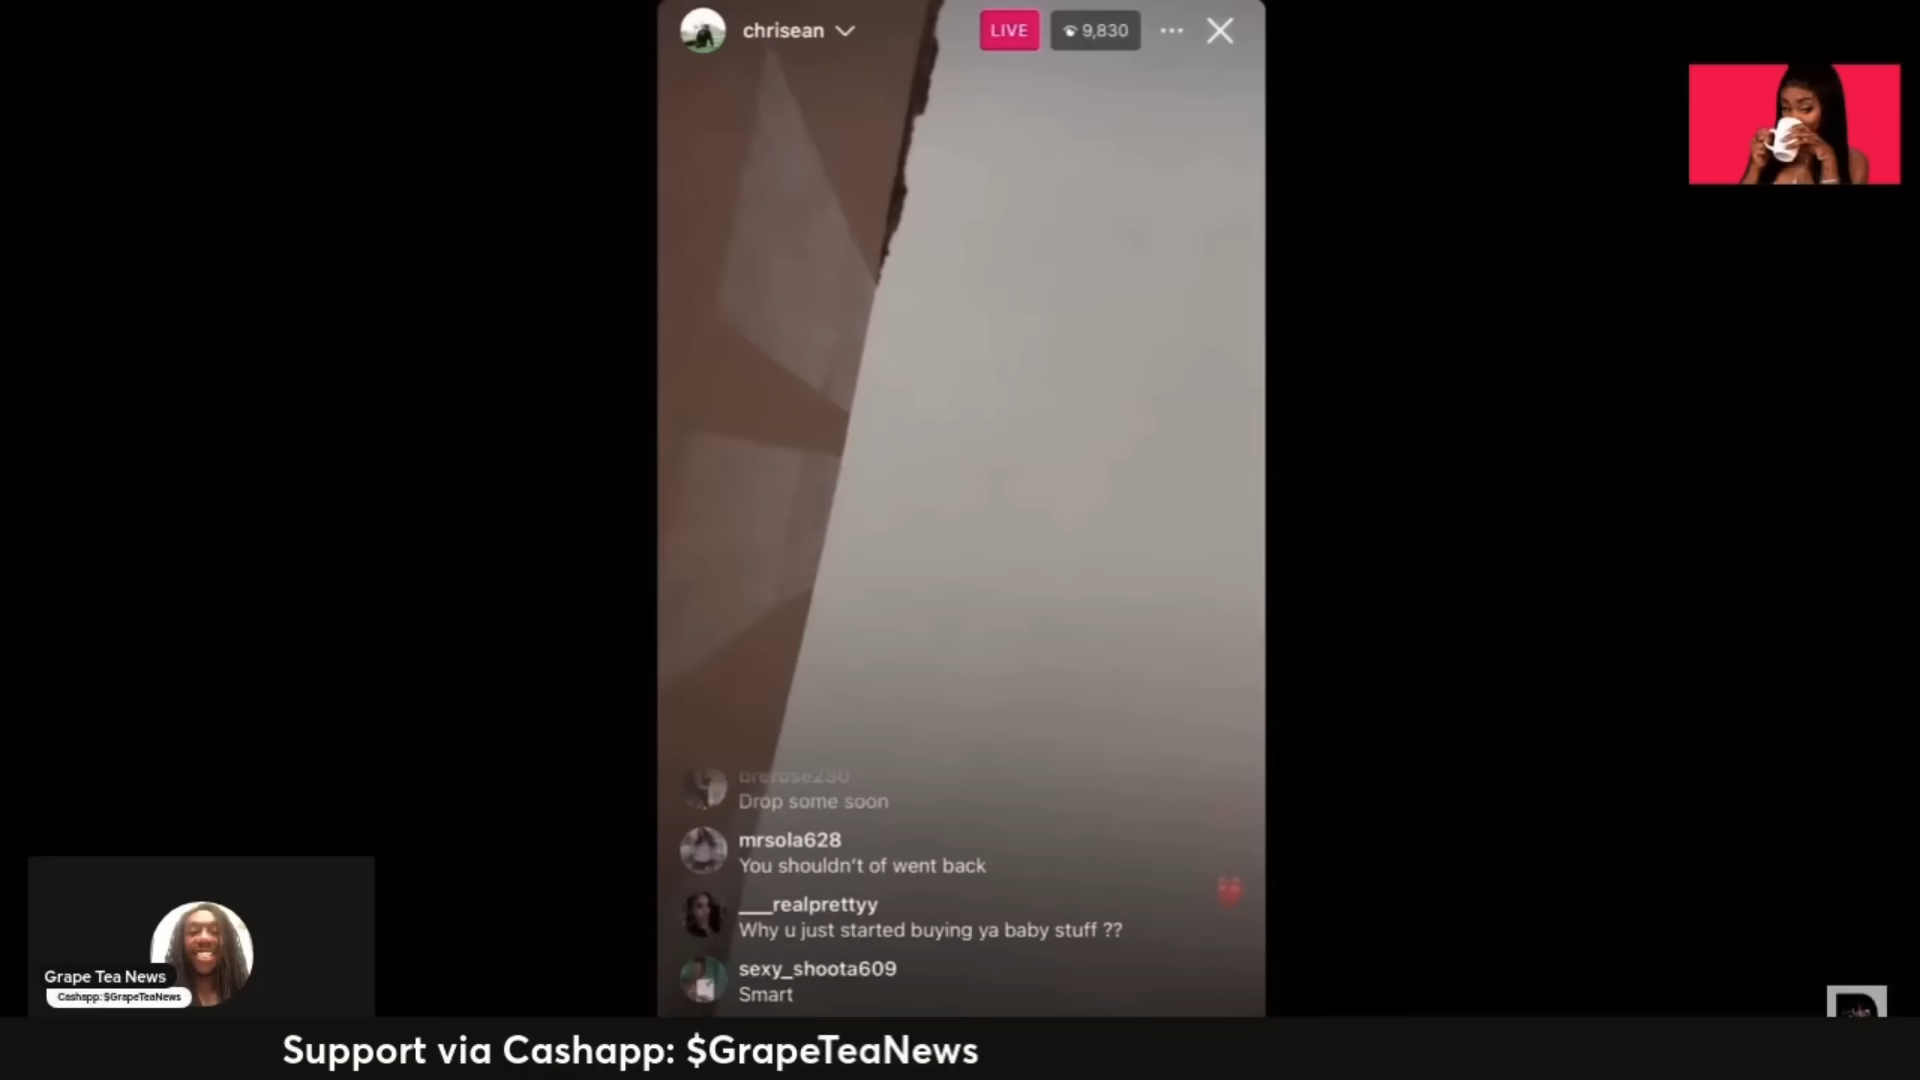 chrisean
LIVE
9,830
brerose230
Drop some soon
mrsola628
You shouldn't of went back
___realprettyy
Why u just started buying ya baby stuff ??
sexy_shoota609
Smart
Grape Tea News
Cashapp: $GrapeTeaNews
Support via Cashapp: $GrapeTeaNews